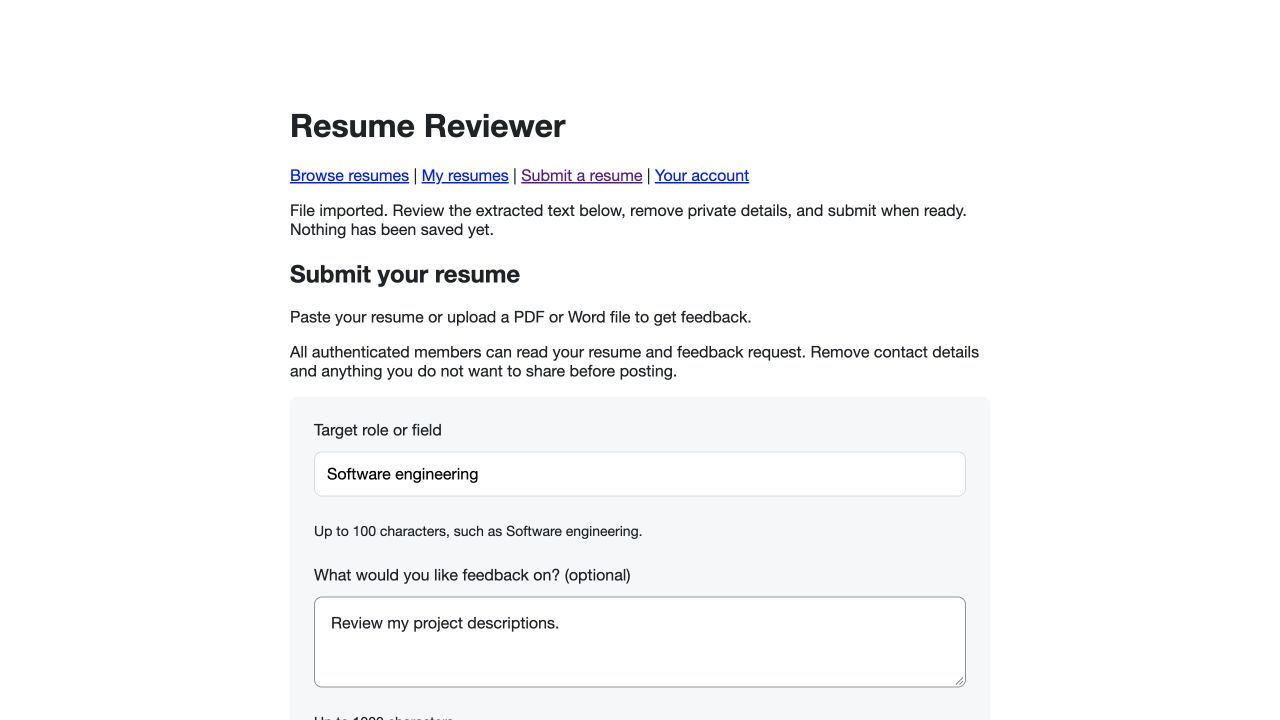 Resume Reviewer
Browse resumes | My resumes | Submit a resume | Your account
File imported. Review the extracted text below, remove private details, and submit when ready.
Nothing has been saved yet.
Submit your resume
Paste your resume or upload a PDF or Word file to get feedback.
All authenticated members can read your resume and feedback request. Remove contact details
and anything you do not want to share before posting.
Target role or field
Software engineering
Up to 100 characters, such as Software engineering.
What would you like feedback on? (optional)
Review my project descriptions.
Up to 1000 characters